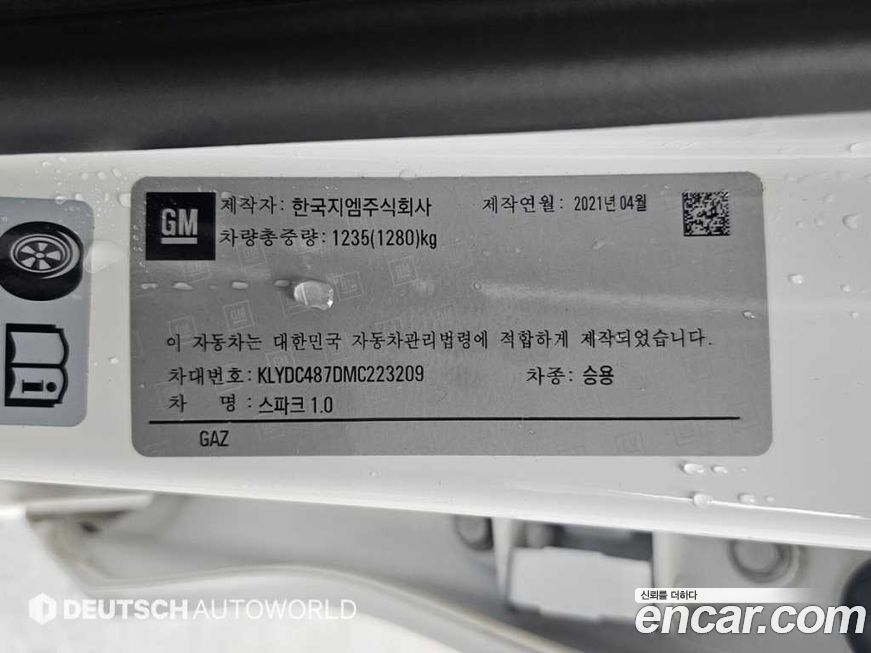 GM
제작자: 한국지엠주식회사 제작연월: 2021년 04월
차량총중량: 1235(1280)kg
이 자동차는 대한민국 자동차관리법령에 적합하게 제작되었습니다.
차대번호: KLYDC487DMC223209 차종: 승용
차 명: 스파크 1.0
GAZ
DEUTSCH AUTOWORLD
신뢰를 더하다
encar.com